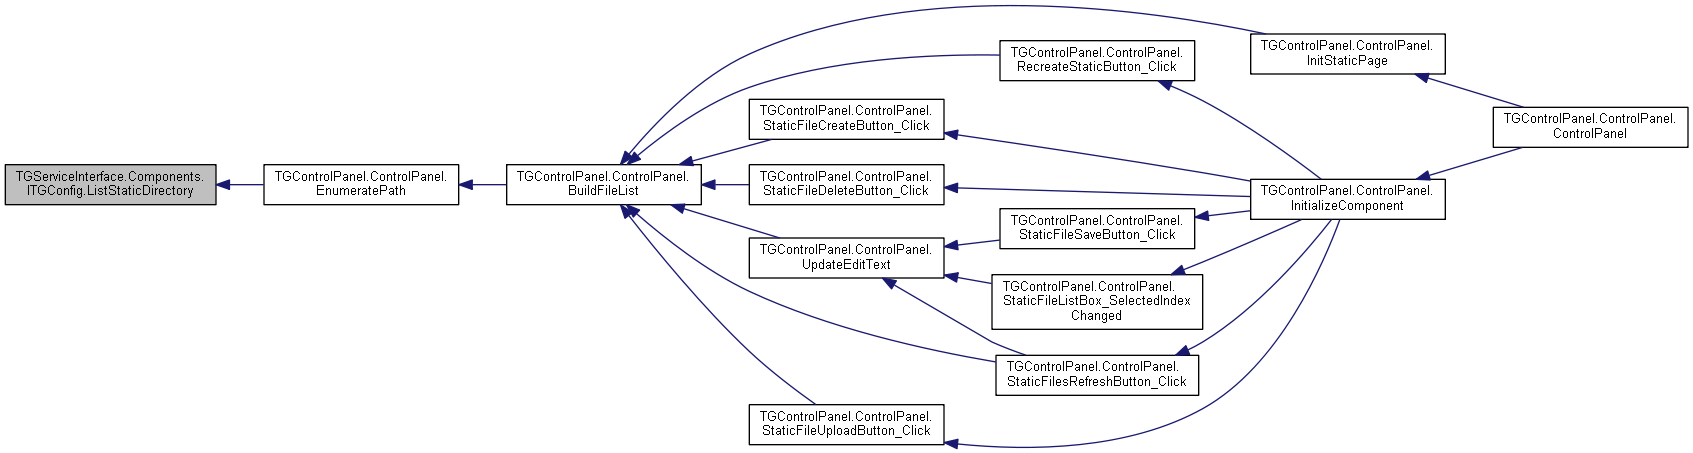 TGServiceInterface.Components.
ITGConfig.ListStaticDirectory
TGControlPanel.ControlPanel.
EnumeratePath
TGControlPanel.ControlPanel.
BuildFileList
TGControlPanel.ControlPanel.
InitStaticPage
TGControlPanel.ControlPanel.
RecreateStaticButton_Click
TGControlPanel.ControlPanel.
StaticFileCreateButton_Click
TGControlPanel.ControlPanel.
StaticFileDeleteButton_Click
TGControlPanel.ControlPanel.
UpdateEditText
TGControlPanel.ControlPanel.
StaticFileUploadButton_Click
TGControlPanel.ControlPanel.
StaticFileSaveButton_Click
TGControlPanel.ControlPanel.
StaticFileListBox_SelectedIndex
Changed
TGControlPanel.ControlPanel.
StaticFilesRefreshButton_Click
TGControlPanel.ControlPanel.
InitializeComponent
TGControlPanel.ControlPanel.
ControlPanel